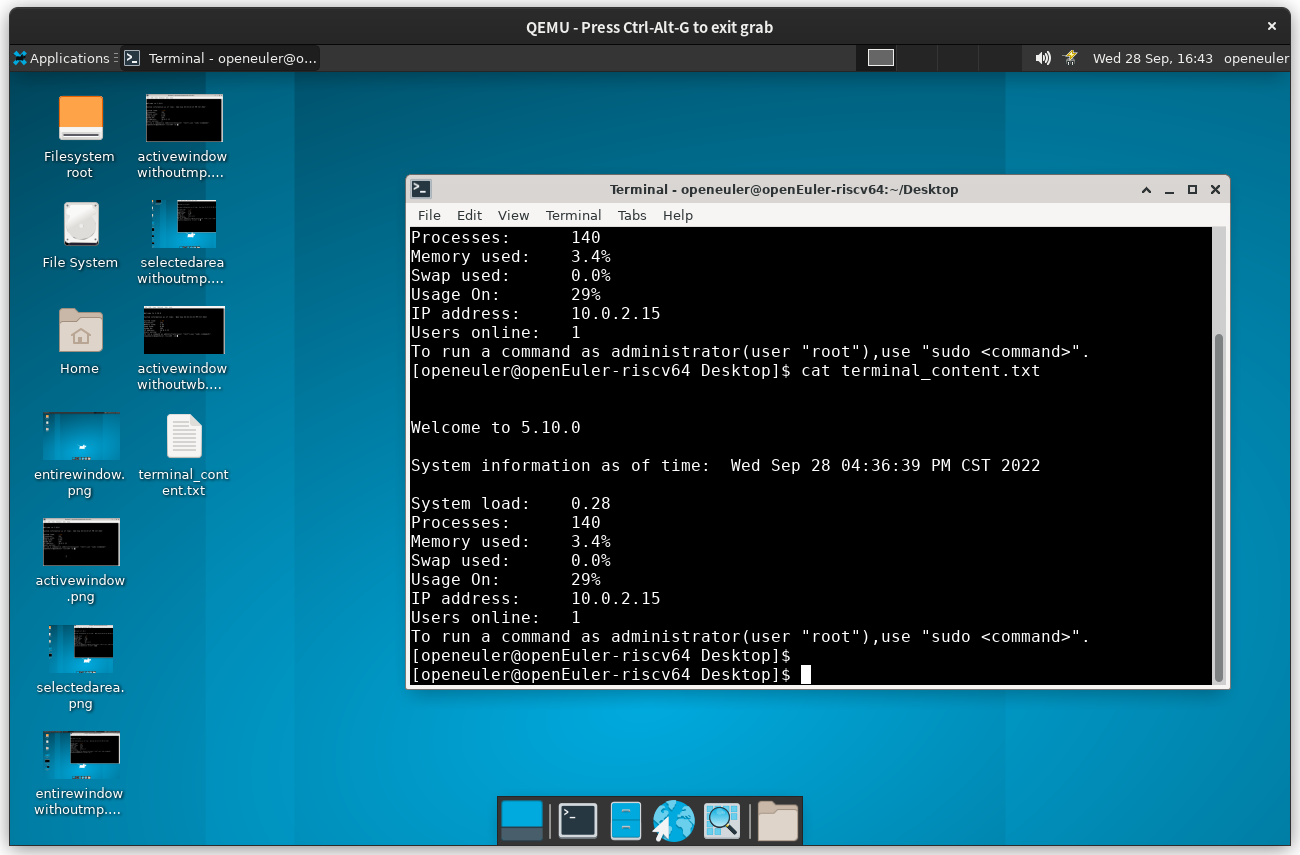 QEMU - Press Ctrl-Alt-G to exit grab
Applications
Terminal - openeuler@o...
Wed 28 Sep, 16:43
openeuler
Filesystem
root
activewindow
withoutmp....
File System
selectedarea
withoutmp....
Home
activewindow
withoutwb....
entirewindow.
png
terminal_cont
ent.txt
activewindow
.png
selectedarea.
png
entirewindow
withoutmp....
Terminal - openeuler@openEuler-riscv64:~/Desktop
File Edit View Terminal Tabs Help
Processes: 140
Memory used: 3.4%
Swap used: 0.0%
Usage On: 29%
IP address: 10.0.2.15
Users online: 1
To run a command as administrator(user "root"),use "sudo <command>".
[openeuler@openEuler-riscv64 Desktop]$ cat terminal_content.txt
Welcome to 5.10.0
System information as of time: Wed Sep 28 04:36:39 PM CST 2022
System load: 0.28
Processes: 140
Memory used: 3.4%
Swap used: 0.0%
Usage On: 29%
IP address: 10.0.2.15
Users online: 1
To run a command as administrator(user "root"),use "sudo <command>".
[openeuler@openEuler-riscv64 Desktop]$
[openeuler@openEuler-riscv64 Desktop]$